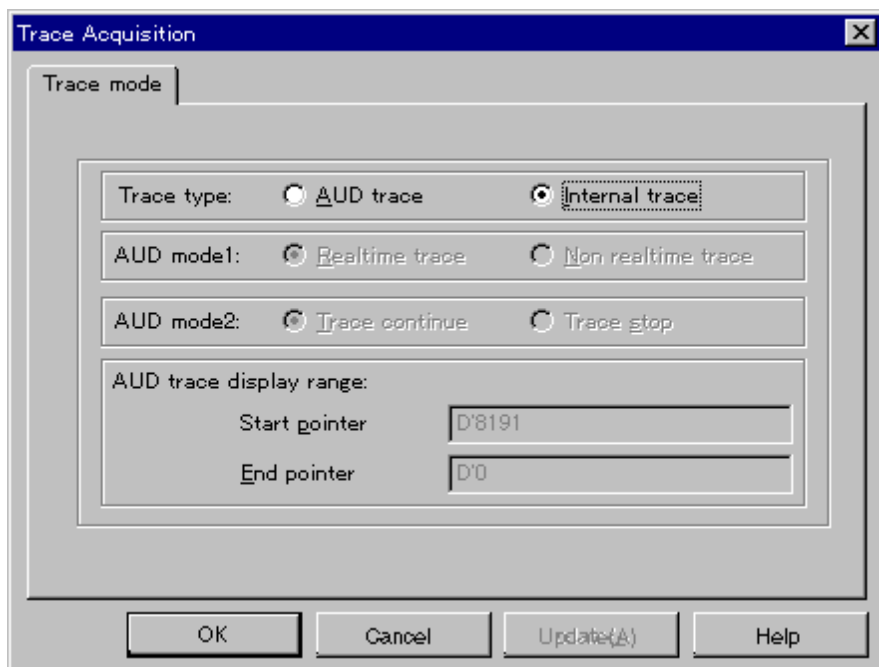 Trace Acquisition
Trace mode
Trace type: AUD trace Internal trace
AUD mode1: Realtime trace Non realtime trace
AUD mode2: Trace continue Trace stop
AUD trace display range:
Start pointer D'8191
End pointer D'0
OK Cancel Update(A) Help